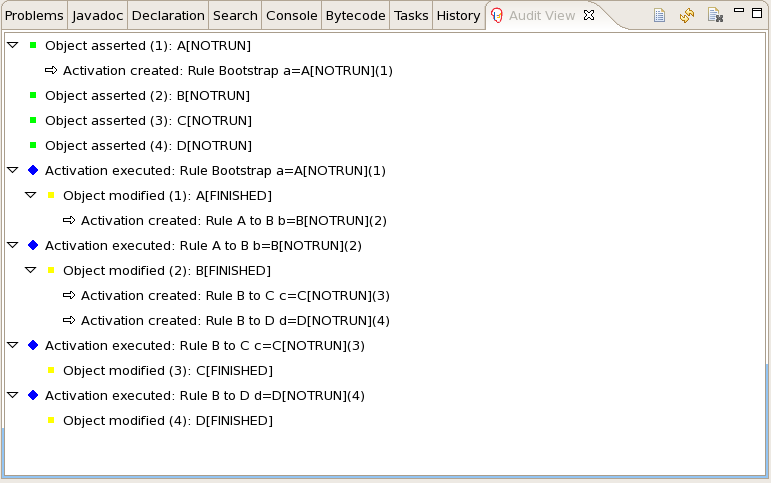 Problems Javadoc Declaration Search Console Bytecode Tasks History Audit View
Object asserted (1): A[NOTRUN]
Activation created: Rule Bootstrap a=A[NOTRUN](1)
Object asserted (2): B[NOTRUN]
Object asserted (3): C[NOTRUN]
Object asserted (4): D[NOTRUN]
Activation executed: Rule Bootstrap a=A[NOTRUN](1)
Object modified (1): A[FINISHED]
Activation created: Rule A to B b=B[NOTRUN](2)
Activation executed: Rule A to B b=B[NOTRUN](2)
Object modified (2): B[FINISHED]
Activation created: Rule B to C c=C[NOTRUN](3)
Activation created: Rule B to D d=D[NOTRUN](4)
Activation executed: Rule B to C c=C[NOTRUN](3)
Object modified (3): C[FINISHED]
Activation executed: Rule B to D d=D[NOTRUN](4)
Object modified (4): D[FINISHED]